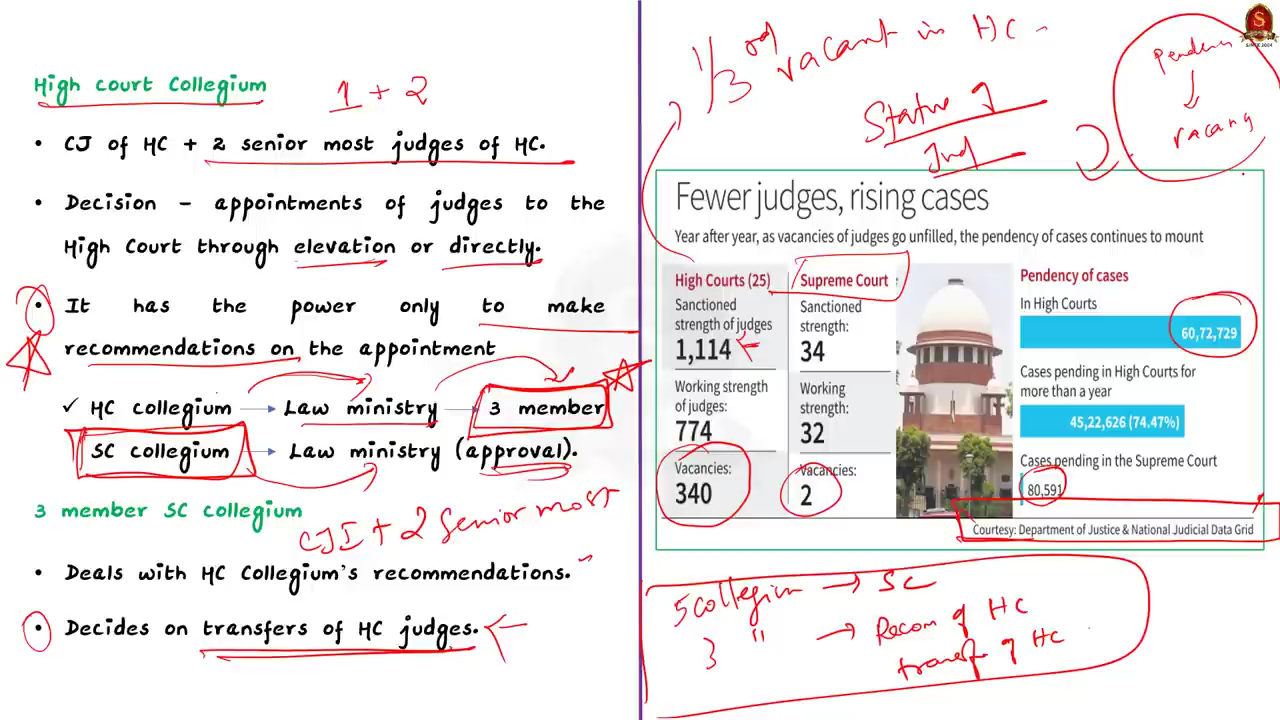 High court Collegium
1 + 2
• CJ of HC + 2 senior most judges of HC.
• Decision - appointments of judges to the
High Court through elevation or directly.
• It has the power only to make
recommendations on the appointment
✓ HC collegium → Law ministry → 3 member
SC collegium → Law ministry (approval).
3 member SC collegium
CJI + 2 Senior most
• Deals with HC Collegium's recommendations.
• Decides on transfers of HC judges.
1/3 rd vacant in HC
Pendency
↓
vacancy
S
SINCE 2004
Fewer judges, rising cases
Year after year, as vacancies of judges go unfilled, the pendency of cases continues to mount
High Courts (25)
Sanctioned
strength of judges
1,114
Working strength
of judges:
774
Vacancies:
340
Supreme Court
Sanctioned
strength:
34
Working
strength:
32
Vacancies:
2
Pendency of cases
In High Courts
60,72,729
Cases pending in High Courts for
more than a year
45,22,626 (74.47%)
Cases pending in the Supreme Court
80,591
Courtesy: Department of Justice & National Judicial Data Grid
5 collegium → SC
3 " → Recom of HC
transfer of HC